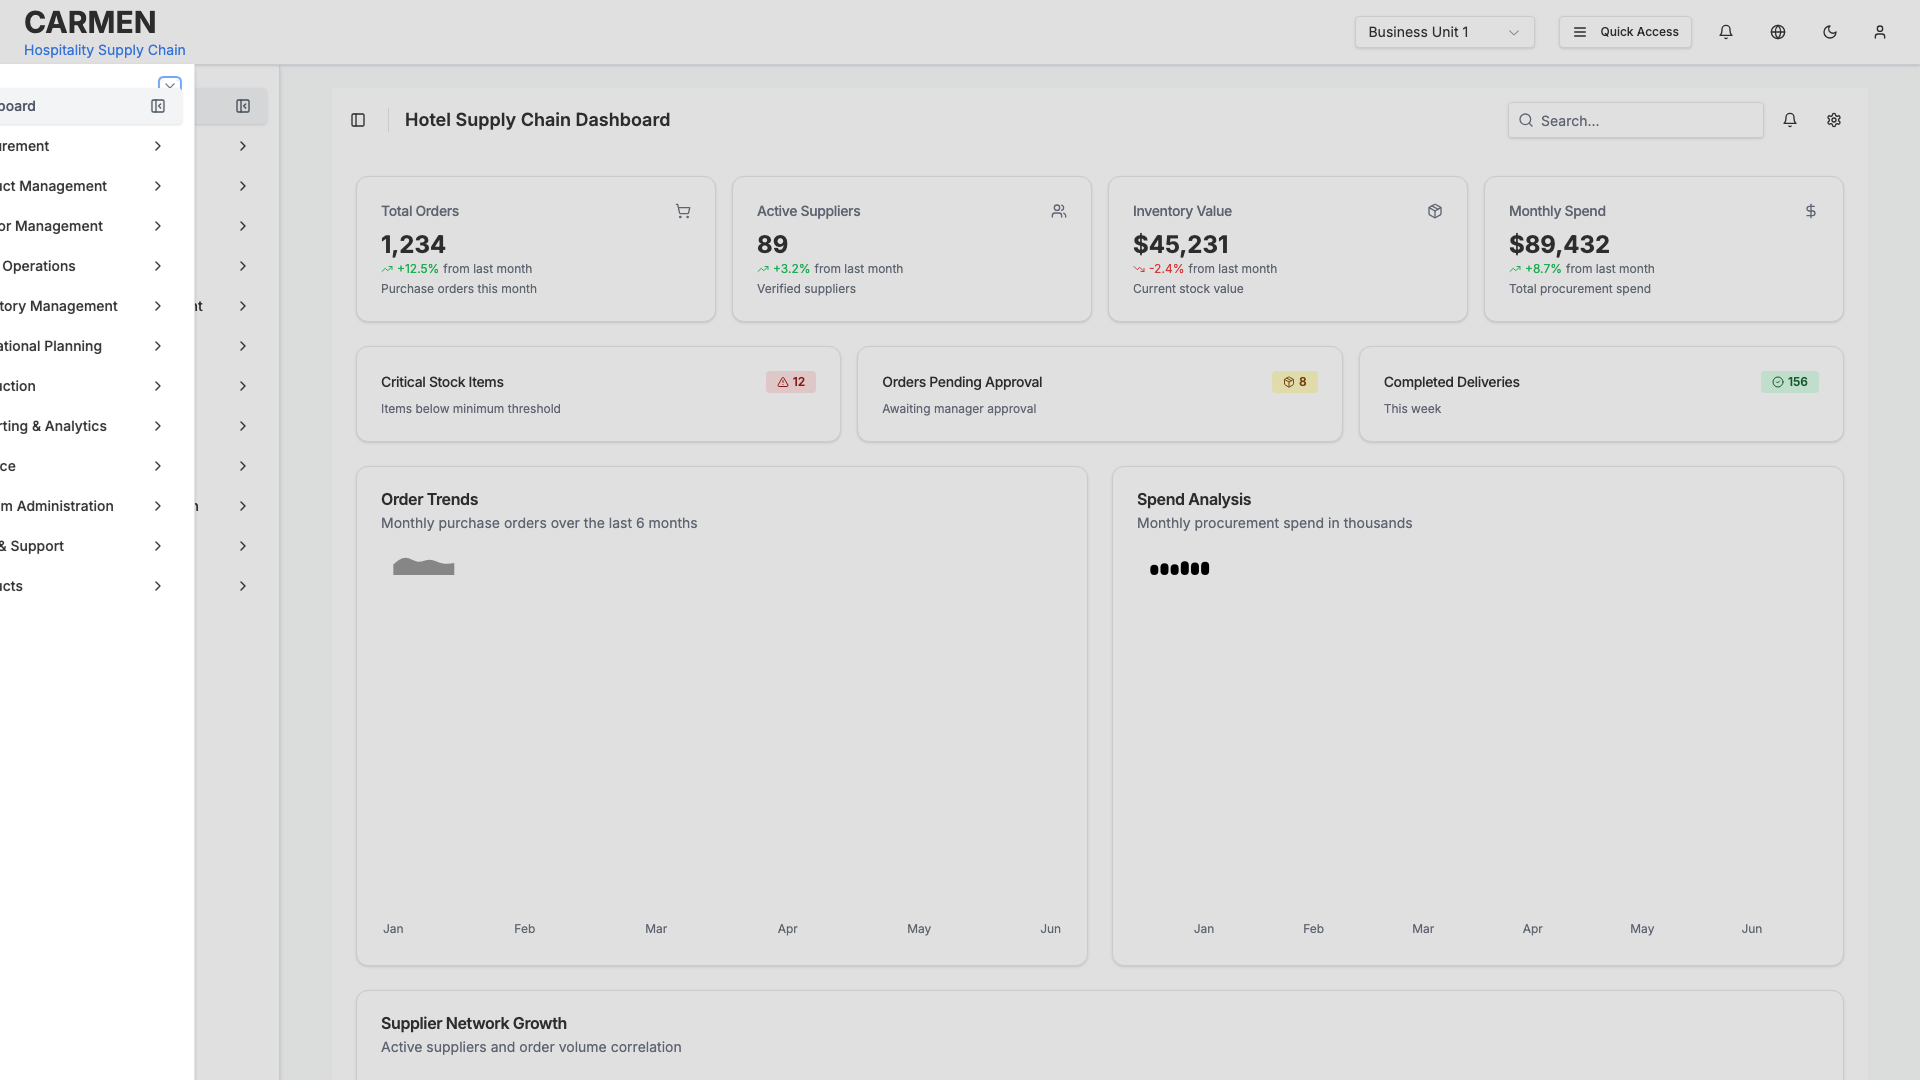 CARMEN
Hospitality Supply Chain
Business Unit 1
Quick Access
board
urement
uct Management
or Management
Operations
tory Management
nt
ational Planning
uction
rting & Analytics
ce
m Administration
n
& Support
ucts
Hotel Supply Chain Dashboard
Search...
Total Orders
1,234
+12.5% from last month
Purchase orders this month
Active Suppliers
89
+3.2% from last month
Verified suppliers
Inventory Value
$45,231
-2.4% from last month
Current stock value
Monthly Spend
$89,432
+8.7% from last month
Total procurement spend
Critical Stock Items
12
Items below minimum threshold
Orders Pending Approval
8
Awaiting manager approval
Completed Deliveries
156
This week
Order Trends
Monthly purchase orders over the last 6 months
Jan Feb Mar Apr May Jun
Spend Analysis
Monthly procurement spend in thousands
Jan Feb Mar Apr May Jun
Supplier Network Growth
Active suppliers and order volume correlation